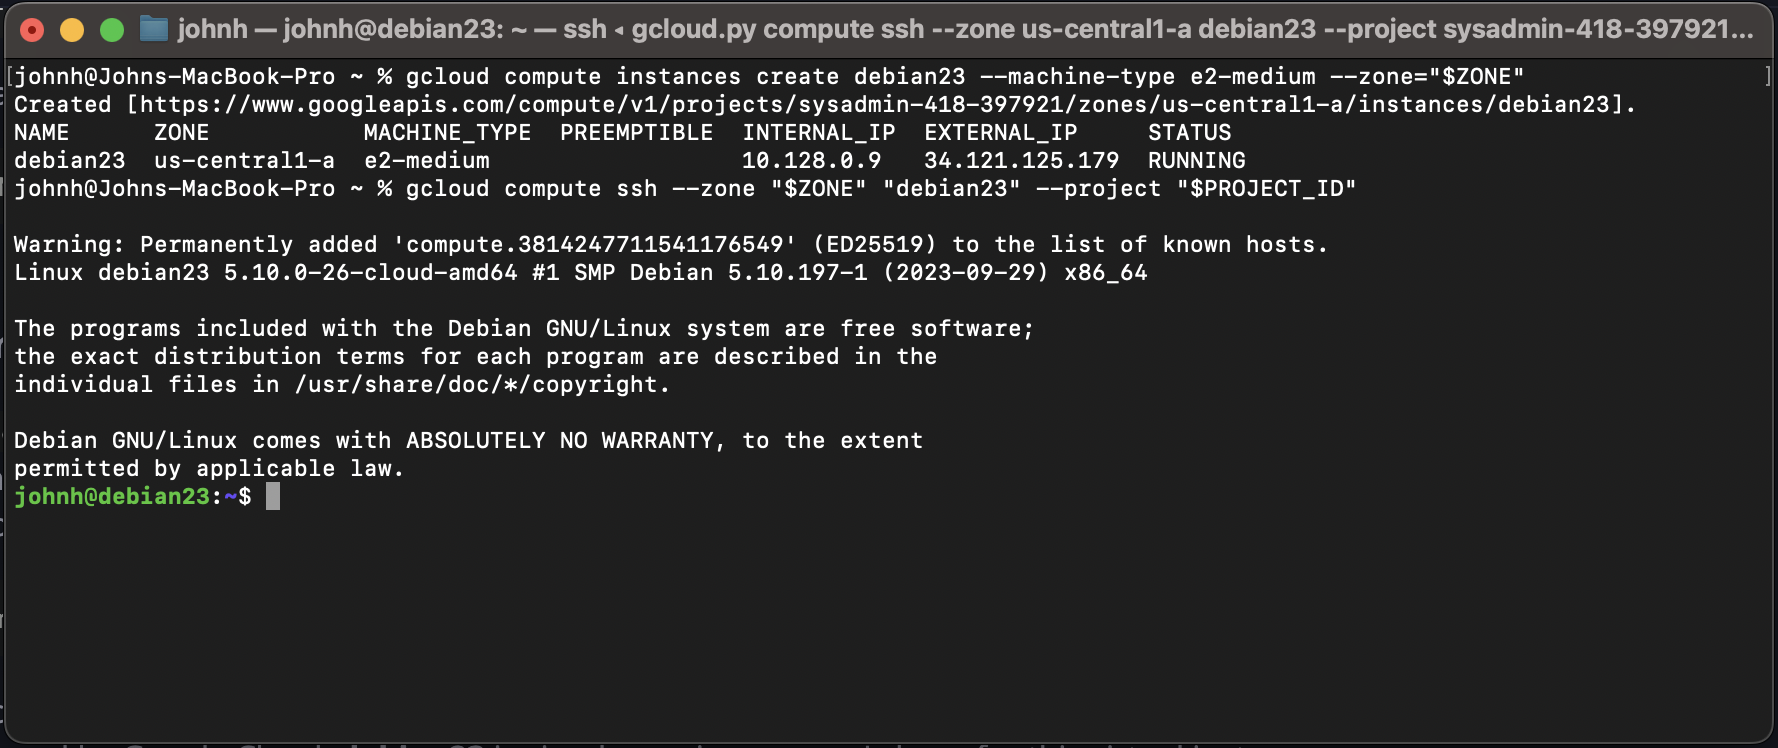 johnh — johnh@debian23: ~ — ssh ◂ gcloud.py compute ssh --zone us-central1-a debian23 --project sysadmin-418-397921...
[johnh@Johns-MacBook-Pro ~ % gcloud compute instances create debian23 --machine-type e2-medium --zone="$ZONE" ]
Created [https://www.googleapis.com/compute/v1/projects/sysadmin-418-397921/zones/us-central1-a/instances/debian23].
NAME      ZONE           MACHINE_TYPE  PREEMPTIBLE  INTERNAL_IP  EXTERNAL_IP     STATUS
debian23  us-central1-a  e2-medium                  10.128.0.9   34.121.125.179  RUNNING
johnh@Johns-MacBook-Pro ~ % gcloud compute ssh --zone "$ZONE" "debian23" --project "$PROJECT_ID"
Warning: Permanently added 'compute.3814247711541176549' (ED25519) to the list of known hosts.
Linux debian23 5.10.0-26-cloud-amd64 #1 SMP Debian 5.10.197-1 (2023-09-29) x86_64
The programs included with the Debian GNU/Linux system are free software;
the exact distribution terms for each program are described in the
individual files in /usr/share/doc/*/copyright.
Debian GNU/Linux comes with ABSOLUTELY NO WARRANTY, to the extent
permitted by applicable law.
johnh@debian23:~$